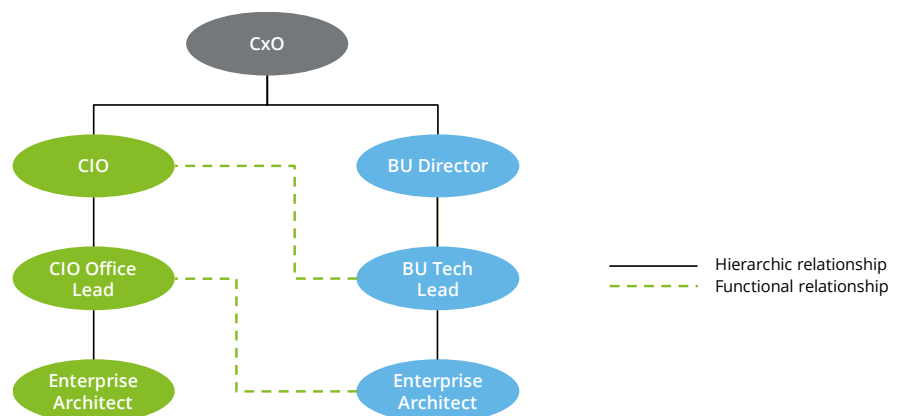 CxO
CIO
BU Director
CIO Office
Lead
BU Tech
Lead
Hierarchic relationship
Functional relationship
Enterprise
Architect
Enterprise
Architect